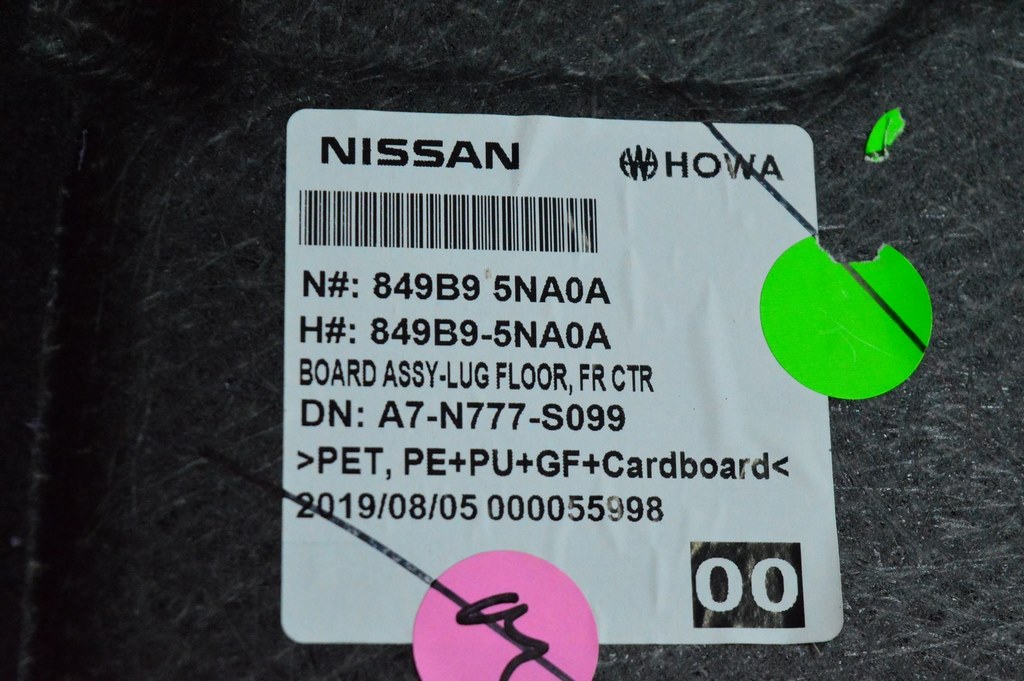 NISSAN
HOWA
N#: 849B9 5NA0A
H#: 849B9-5NA0A
BOARD ASSY-LUG FLOOR, FR CTR
DN: A7-N777-S099
>PET, PE+PU+GF+Cardboard<
2019/08/05 000055998
00